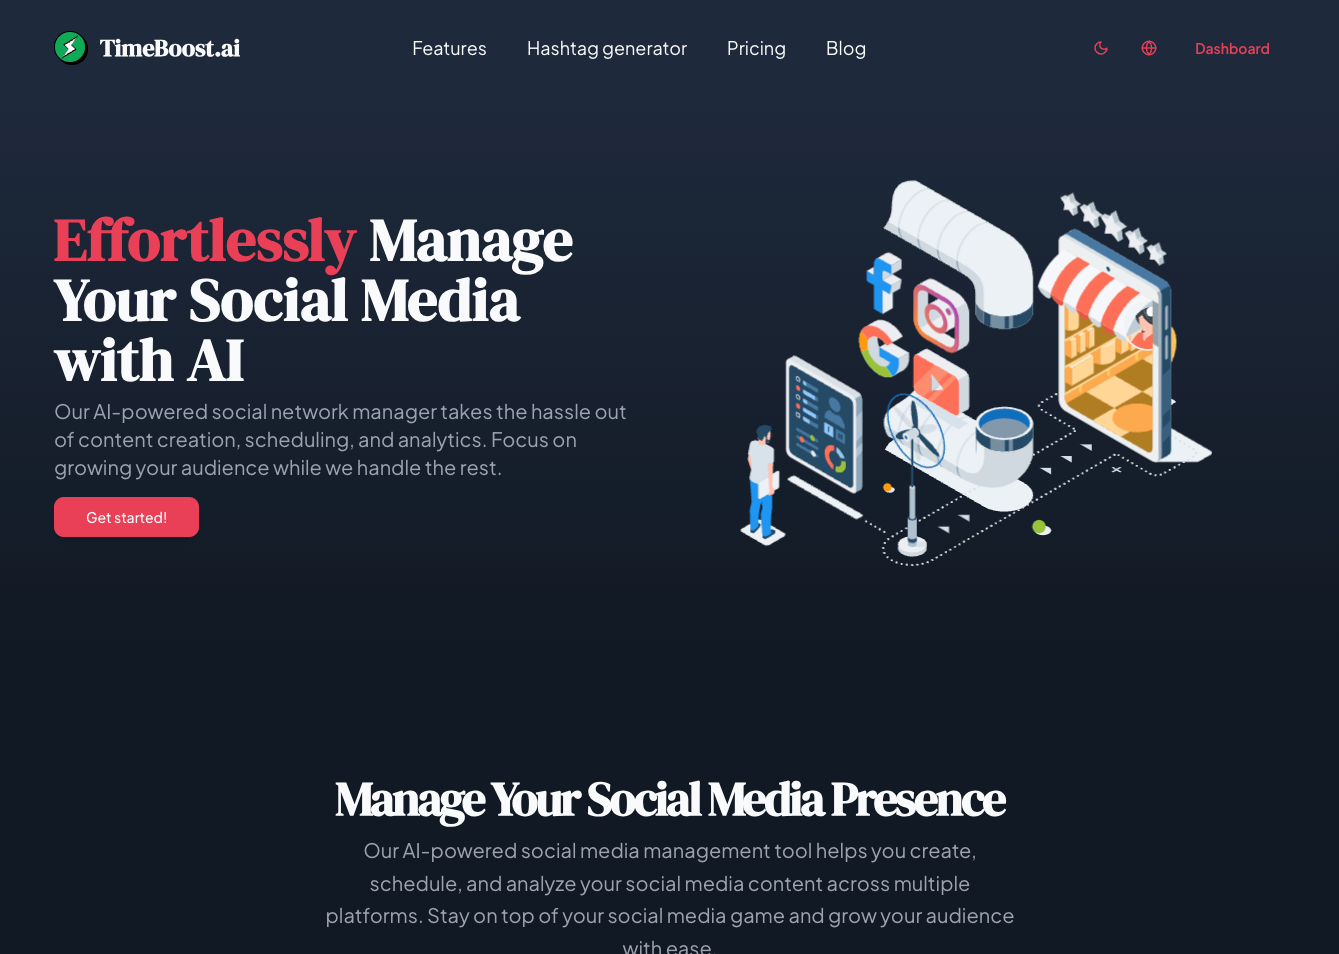 TimeBoost.ai
Features
Hashtag generator
Pricing
Blog
Dashboard
Effortlessly Manage
Your Social Media
with AI
Our AI-powered social network manager takes the hassle out
of content creation, scheduling, and analytics. Focus on
growing your audience while we handle the rest.
Get started!
Manage Your Social Media Presence
Our AI-powered social media management tool helps you create,
schedule, and analyze your social media content across multiple
platforms. Stay on top of your social media game and grow your audience
with ease.